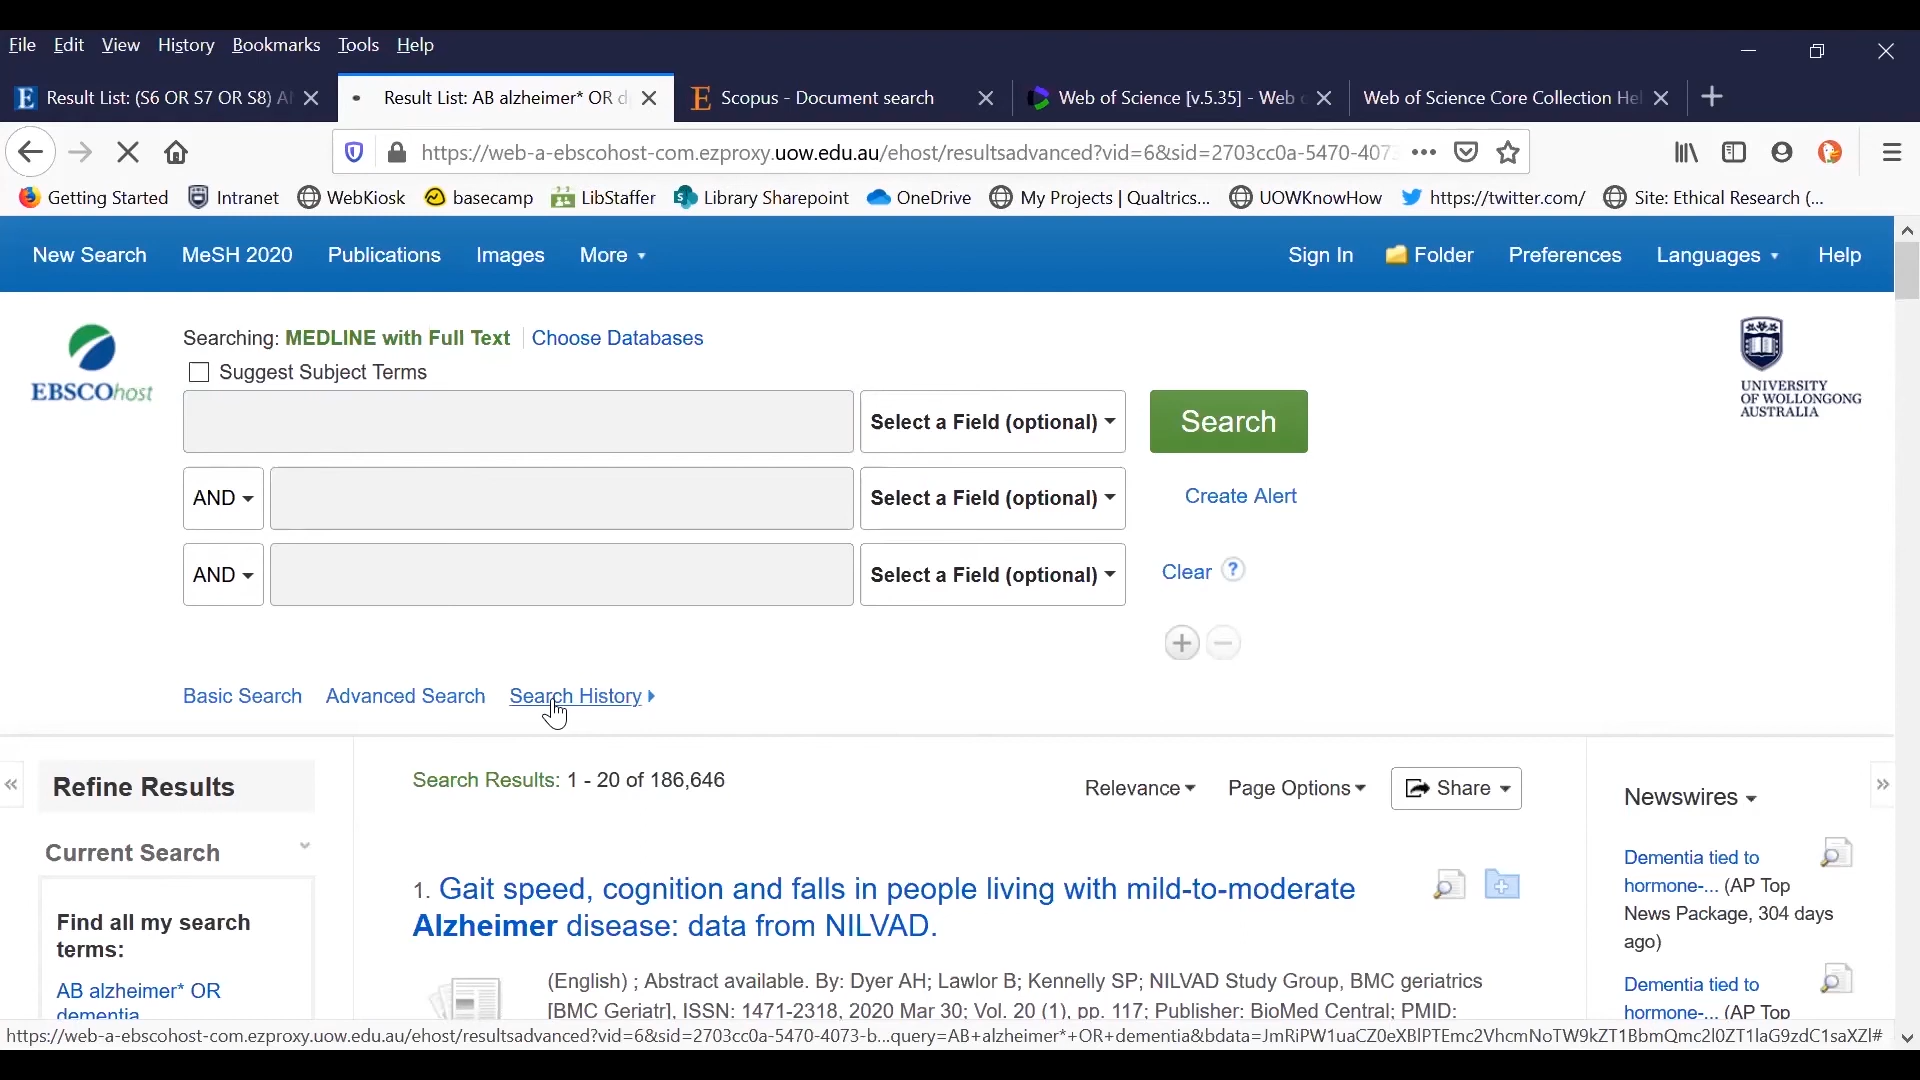 File Edit View History Bookmarks Tools Help
Result List: (S6 OR S7 OR S8) Al
Result List: AB alzheimer* OR d
Scopus - Document search
Web of Science [v.5.35] - Web o
Web of Science Core Collection Hel
https://web-a-ebscohost-com.ezproxy.uow.edu.au/ehost/resultsadvanced?vid=6&sid=2703cc0a-5470-4073
Getting Started Intranet WebKiosk basecamp LibStaffer Library Sharepoint OneDrive My Projects | Qualtrics... UOWKnowHow https://twitter.com/ Site: Ethical Research (...
New Search MeSH 2020 Publications Images More Sign In Folder Preferences Languages Help
EBSCOhost
Searching: MEDLINE with Full Text Choose Databases
Suggest Subject Terms
Select a Field (optional) Search
AND Select a Field (optional) Create Alert
AND Select a Field (optional) Clear ?
UNIVERSITY
OF WOLLONGONG
AUSTRALIA
Basic Search Advanced Search Search History
Refine Results
Current Search
Find all my search
terms:
AB alzheimer* OR
dementia
Search Results: 1 - 20 of 186,646
Relevance Page Options Share
1. Gait speed, cognition and falls in people living with mild-to-moderate
Alzheimer disease: data from NILVAD.
(English) ; Abstract available. By: Dyer AH; Lawlor B; Kennelly SP; NILVAD Study Group, BMC geriatrics
[BMC Geriatr], ISSN: 1471-2318, 2020 Mar 30; Vol. 20 (1), pp. 117; Publisher: BioMed Central; PMID:
Newswires
Dementia tied to
hormone-... (AP Top
News Package, 304 days
ago)
Dementia tied to
hormone-... (AP Top
https://web-a-ebscohost-com.ezproxy.uow.edu.au/ehost/resultsadvanced?vid=6&sid=2703cc0a-5470-4073-b...query=AB+alzheimer*+OR+dementia&bdata=JmRiPW1uaCZ0eXBlPTEmc2VhcmNoTW9kZT1BbmQmc2l0ZT1laG9zdC1saXZl#